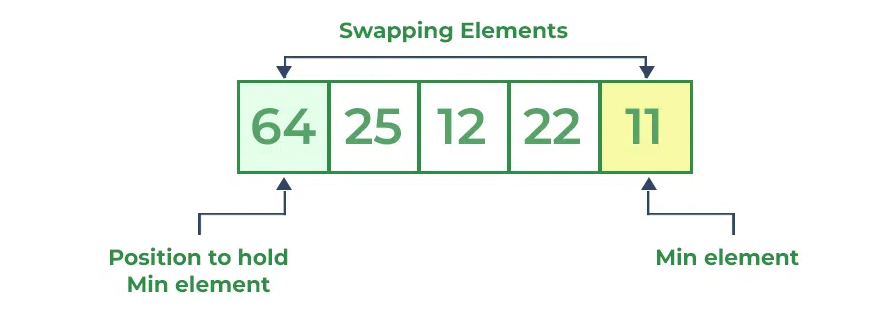 Swapping Elements
64 25 12 22 11
Position to hold
Min element
Min element